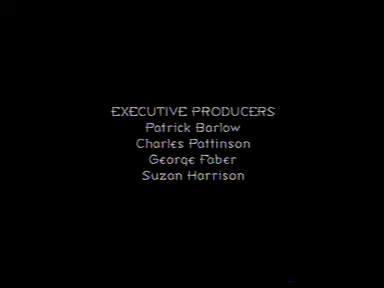 EXECUTIVE PRODUCERS
Patrick Barlow
Charles Pattinson
George Faber
Suzan Harrison